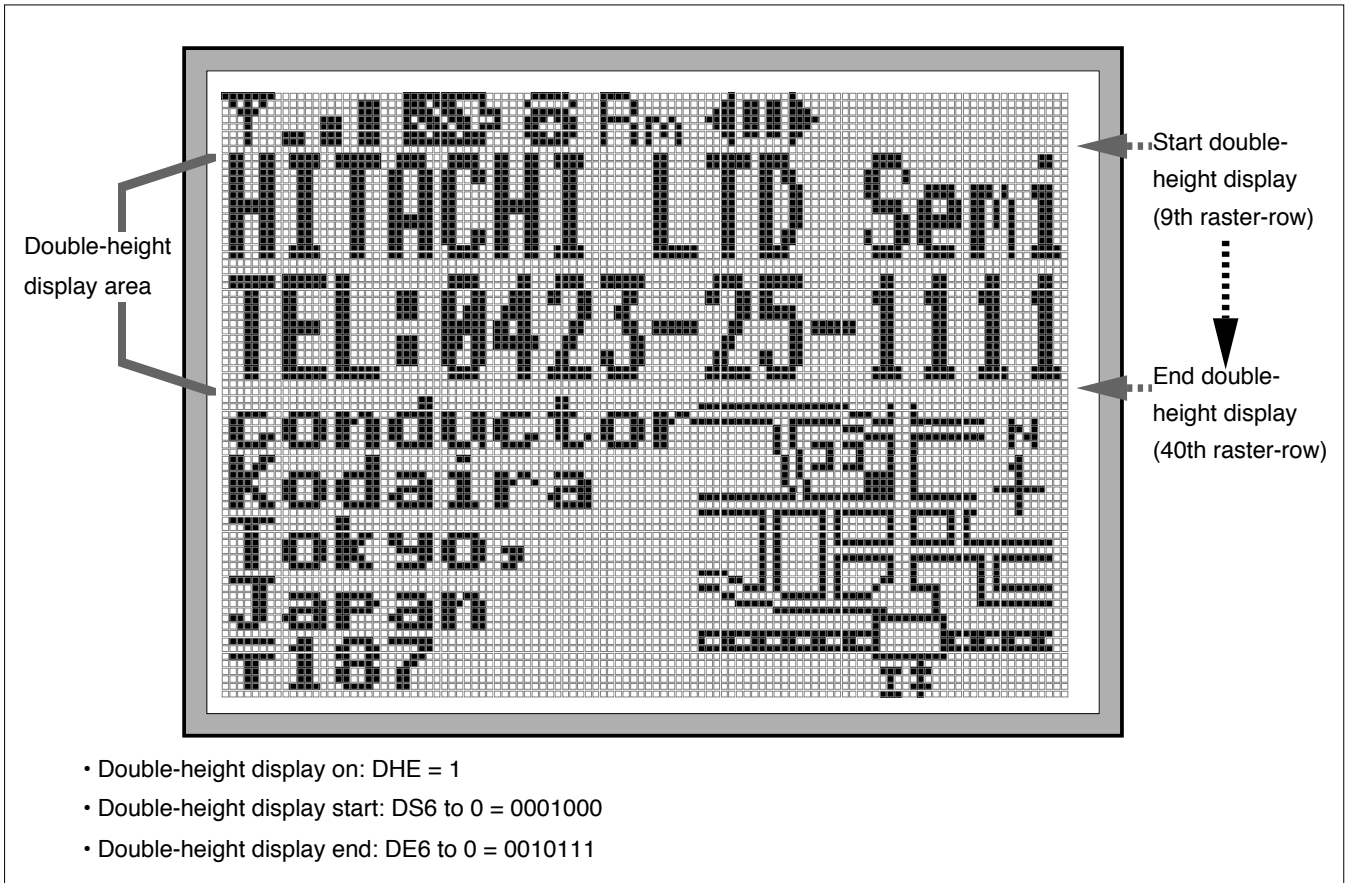 HITACHI LTD Semi
TEL:0423-25-1111
conductor
Kodaira
Tokyo,
Japan
〒187
N
Double-height
display area
Start double-
height display
(9th raster-row)
End double-
height display
(40th raster-row)
• Double-height display on: DHE = 1
• Double-height display start: DS6 to 0 = 0001000
• Double-height display end: DE6 to 0 = 0010111